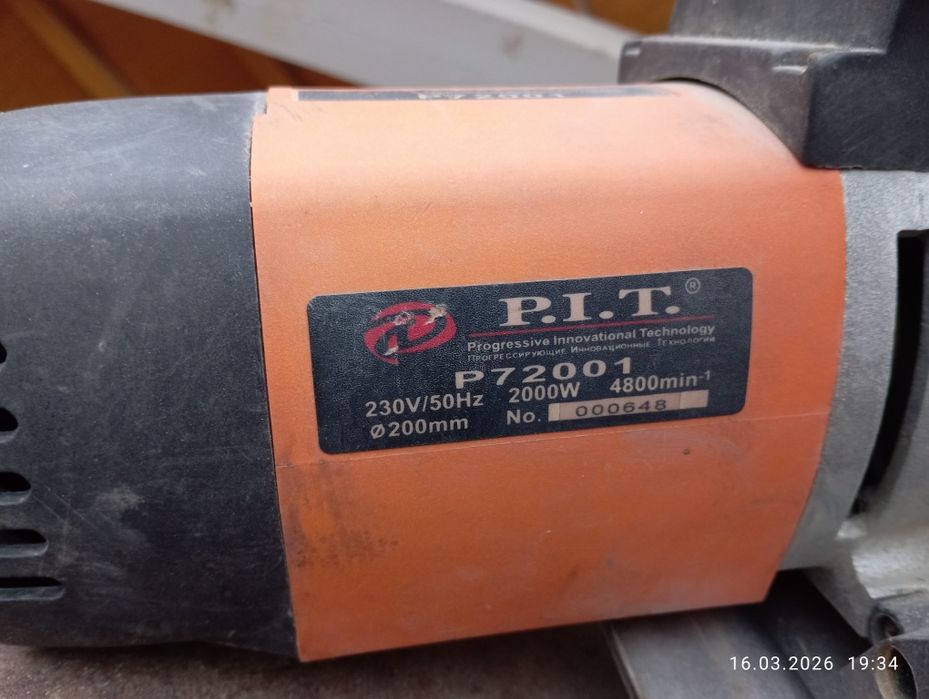 P72001
P.I.T.®
Progressive Innovational Technology
Прогрессирующие Инновационные Технологии
P72001
230V/50Hz 2000W 4800min-1
Ø200mm No. 000648
16.03.2026 19:34